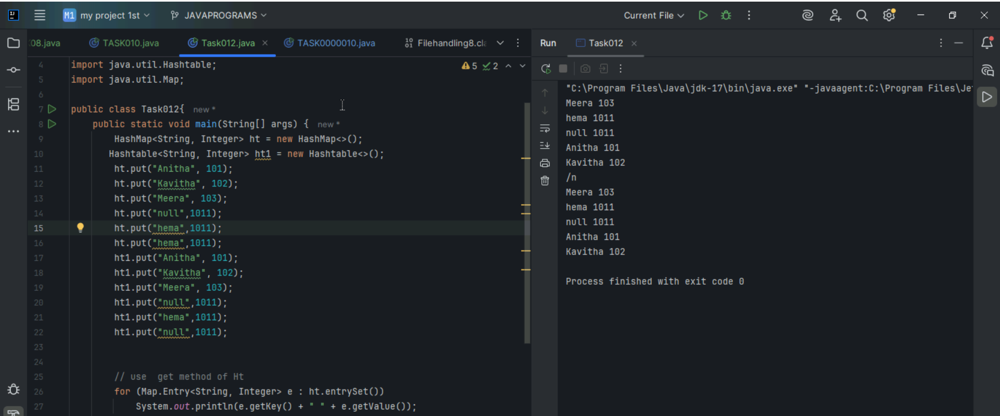 M1 my project 1st
JAVAPROGRAMS
Current File
08.java
TASK010.java
Task012.java
TASK0000010.java
Filehandling8.cla
4 import java.util.Hashtable;
5 import java.util.Map;
6
7 public class Task012{ new *
8 public static void main(String[] args) { new *
9 HashMap<String, Integer> ht = new HashMap<>();
10 Hashtable<String, Integer> ht1 = new Hashtable<>();
11 ht.put("Anitha", 101);
12 ht.put("Kavitha", 102);
13 ht.put("Meera", 103);
14 ht.put("null",1011);
15 ht.put("hema",1011);
16 ht.put("hema",1011);
17 ht1.put("Anitha", 101);
18 ht1.put("Kavitha", 102);
19 ht1.put("Meera", 103);
20 ht1.put("null",1011);
21 ht1.put("hema",1011);
22 ht1.put("null",1011);
23
24
25 // use  get method of Ht
26 for (Map.Entry<String, Integer> e : ht.entrySet())
27 System.out.println(e.getKey() + " " + e.getValue());
5 2
Run
Task012
"C:\Program Files\Java\jdk-17\bin\java.exe" "-javaagent:C:\Program Files\Je
Meera 103
hema 1011
null 1011
Anitha 101
Kavitha 102
/n
Meera 103
hema 1011
null 1011
Anitha 101
Kavitha 102
Process finished with exit code 0